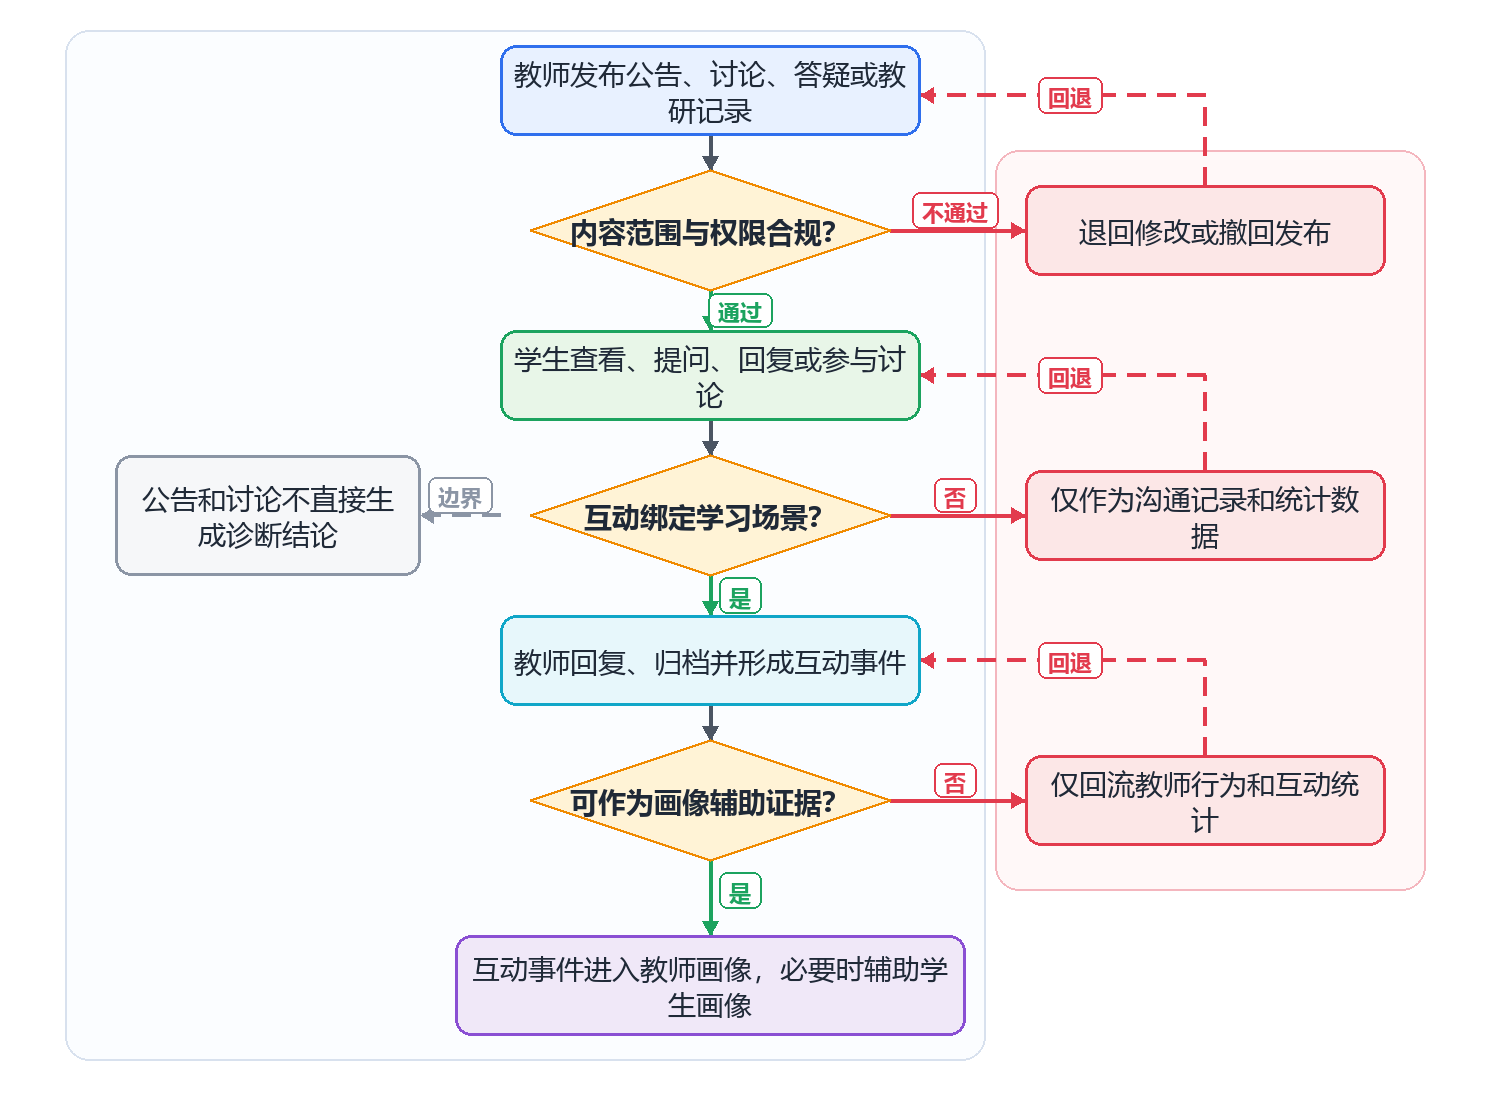 教师发布公告、讨论、答疑或教
研记录
回退
内容范围与权限合规?
不通过
退回修改或撤回发布
通过
学生查看、提问、回复或参与讨
论
回退
公告和讨论不直接生
成诊断结论
边界
互动绑定学习场景?
否
仅作为沟通记录和统计数
据
是
教师回复、归档并形成互动事件
回退
可作为画像辅助证据?
否
仅回流教师行为和互动统
计
是
互动事件进入教师画像，必要时辅助学
生画像